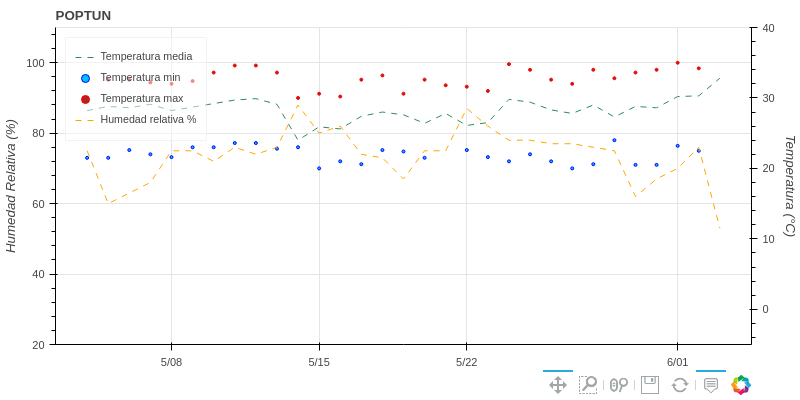 POPTUN
Temperatura media
Temperatura min
Temperatura max
Humedad relativa %
Humedad Relativa (%)
100
80
60
40
20
40
30
20
10
0
Temperatura (°C)
5/08
5/15
5/22
6/01